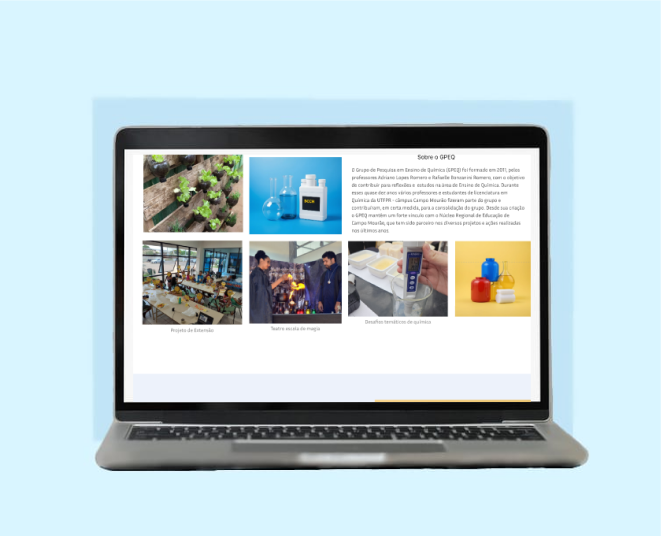 Sobre o GPEQ
O Grupo de Pesquisa em Ensino de Química (GPEQ) foi formado em 2011, pelos
professores Adriano Lopes Romero e Rafaelle Bonzanini Romero, com o objetivo
de contribuir para reflexões e estudos na área de Ensino de Química. Durante
esses quase dez anos vários professores e estudantes de licenciatura em
Química da UTFPR - câmpus Campo Mourão fizeram parte do grupo e
contribuíram, em certa medida, para a consolidação do grupo. Desde sua criação
o GPEQ mantém um forte vínculo com o Núcleo Regional de Educação de
Campo Mourão, que tem sido parceiro nos diversos projetos e ações realizadas
nos últimos anos.
Projeto de Extensão
Teatro: escola de magia
Desafios temáticos de química